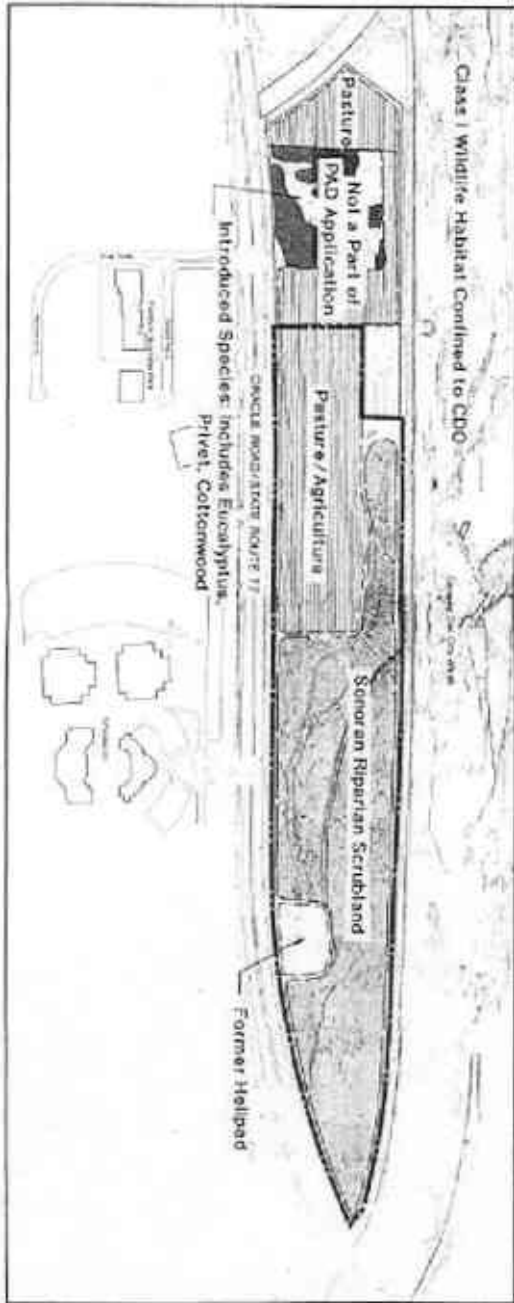 Class I Wildlife Habitat Confined to CDO
Pasture
Not a Part of
PAD Application
Pasture/Agriculture
Sonoran Riparian Scrubland
Former Helipad
ORACLE ROAD/STATE ROUTE 77
Introduced Species: Includes Eucalyptus,
Privet, Cottonwood